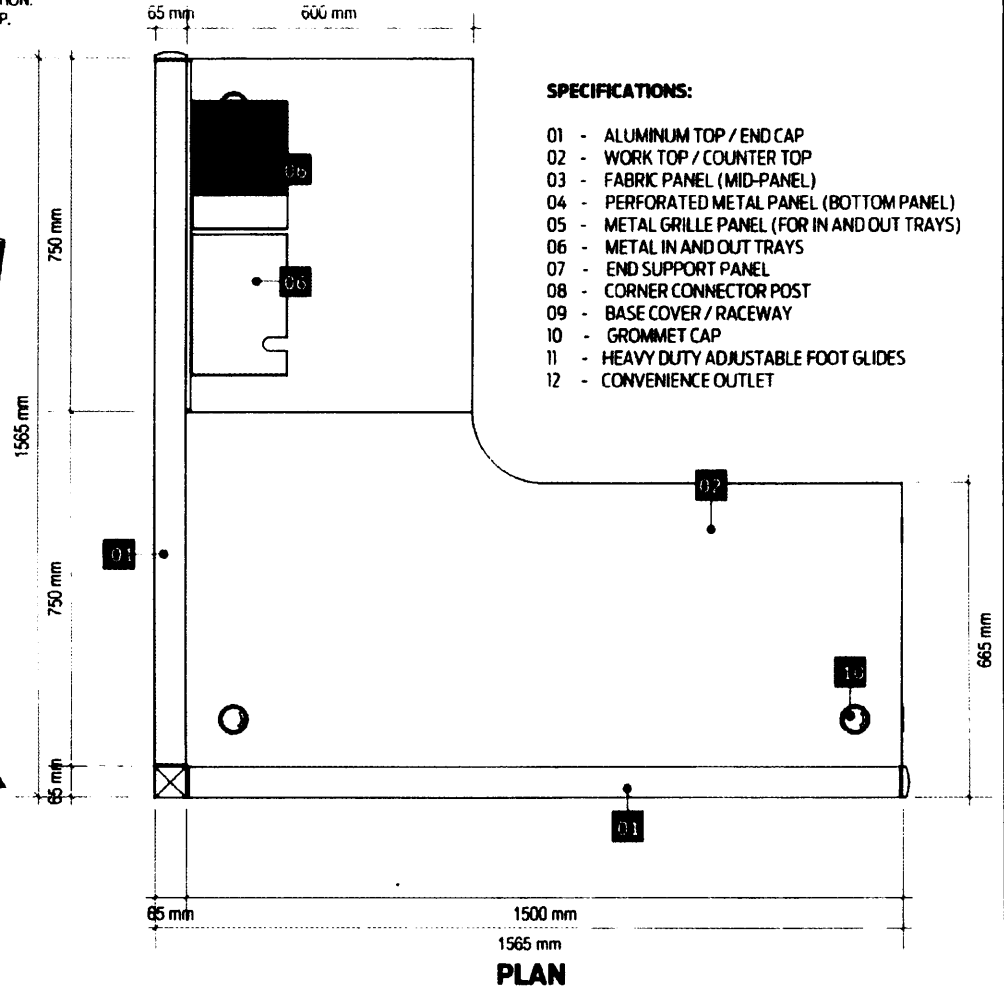 P.
65 mm 600 mm
SPECIFICATIONS:
01 - ALUMINUM TOP / END CAP
02 - WORK TOP / COUNTER TOP
03 - FABRIC PANEL (MID-PANEL)
04 - PERFORATED METAL PANEL (BOTTOM PANEL)
05 - METAL GRILLE PANEL (FOR IN AND OUT TRAYS)
06 - METAL IN AND OUT TRAYS
07 - END SUPPORT PANEL
08 - CORNER CONNECTOR POST
09 - BASE COVER / RACEWAY
10 - GROMMET CAP
11 - HEAVY DUTY ADJUSTABLE FOOT GLIDES
12 - CONVENIENCE OUTLET
750 mm
06
1565 mm
02
01
750 mm
665 mm
10
65 mm
01
65 mm 1500 mm
1565 mm
PLAN